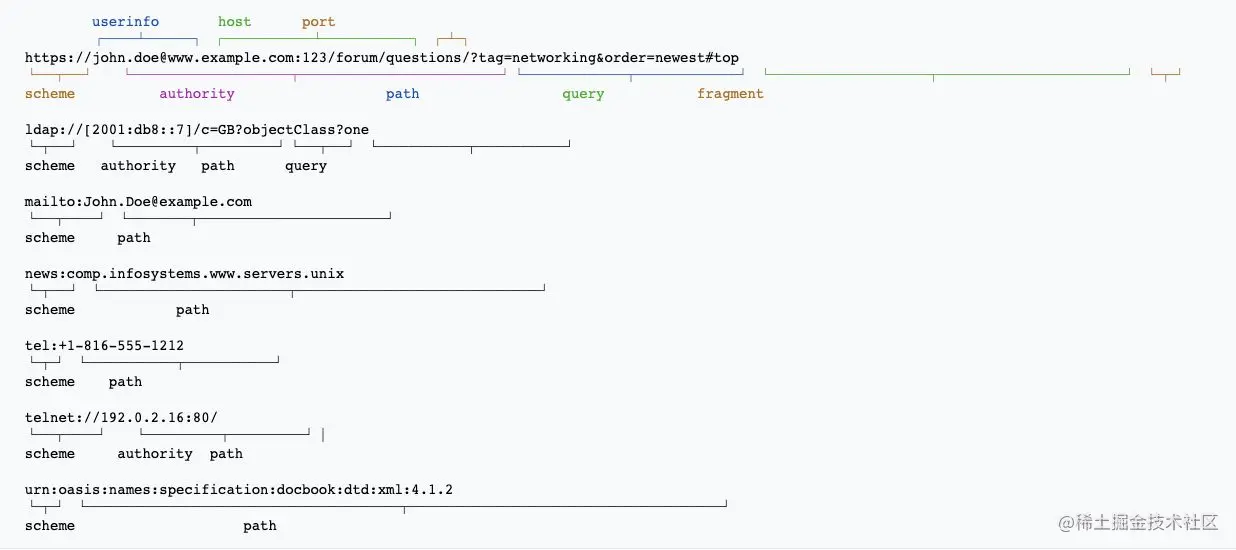 userinfo host port
https://john.doe@www.example.com:123/forum/questions/?tag=networking&order=newest#top
scheme authority path query fragment
ldap://[2001:db8::7]/c=GB?objectClass?one
scheme authority path query
mailto:John.Doe@example.com
scheme path
news:comp.infosystems.www.servers.unix
scheme path
tel:+1-816-555-1212
scheme path
telnet://192.0.2.16:80/
scheme authority path
urn:oasis:names:specification:docbook:dtd:xml:4.1.2
scheme path
@稀土掘金技术社区